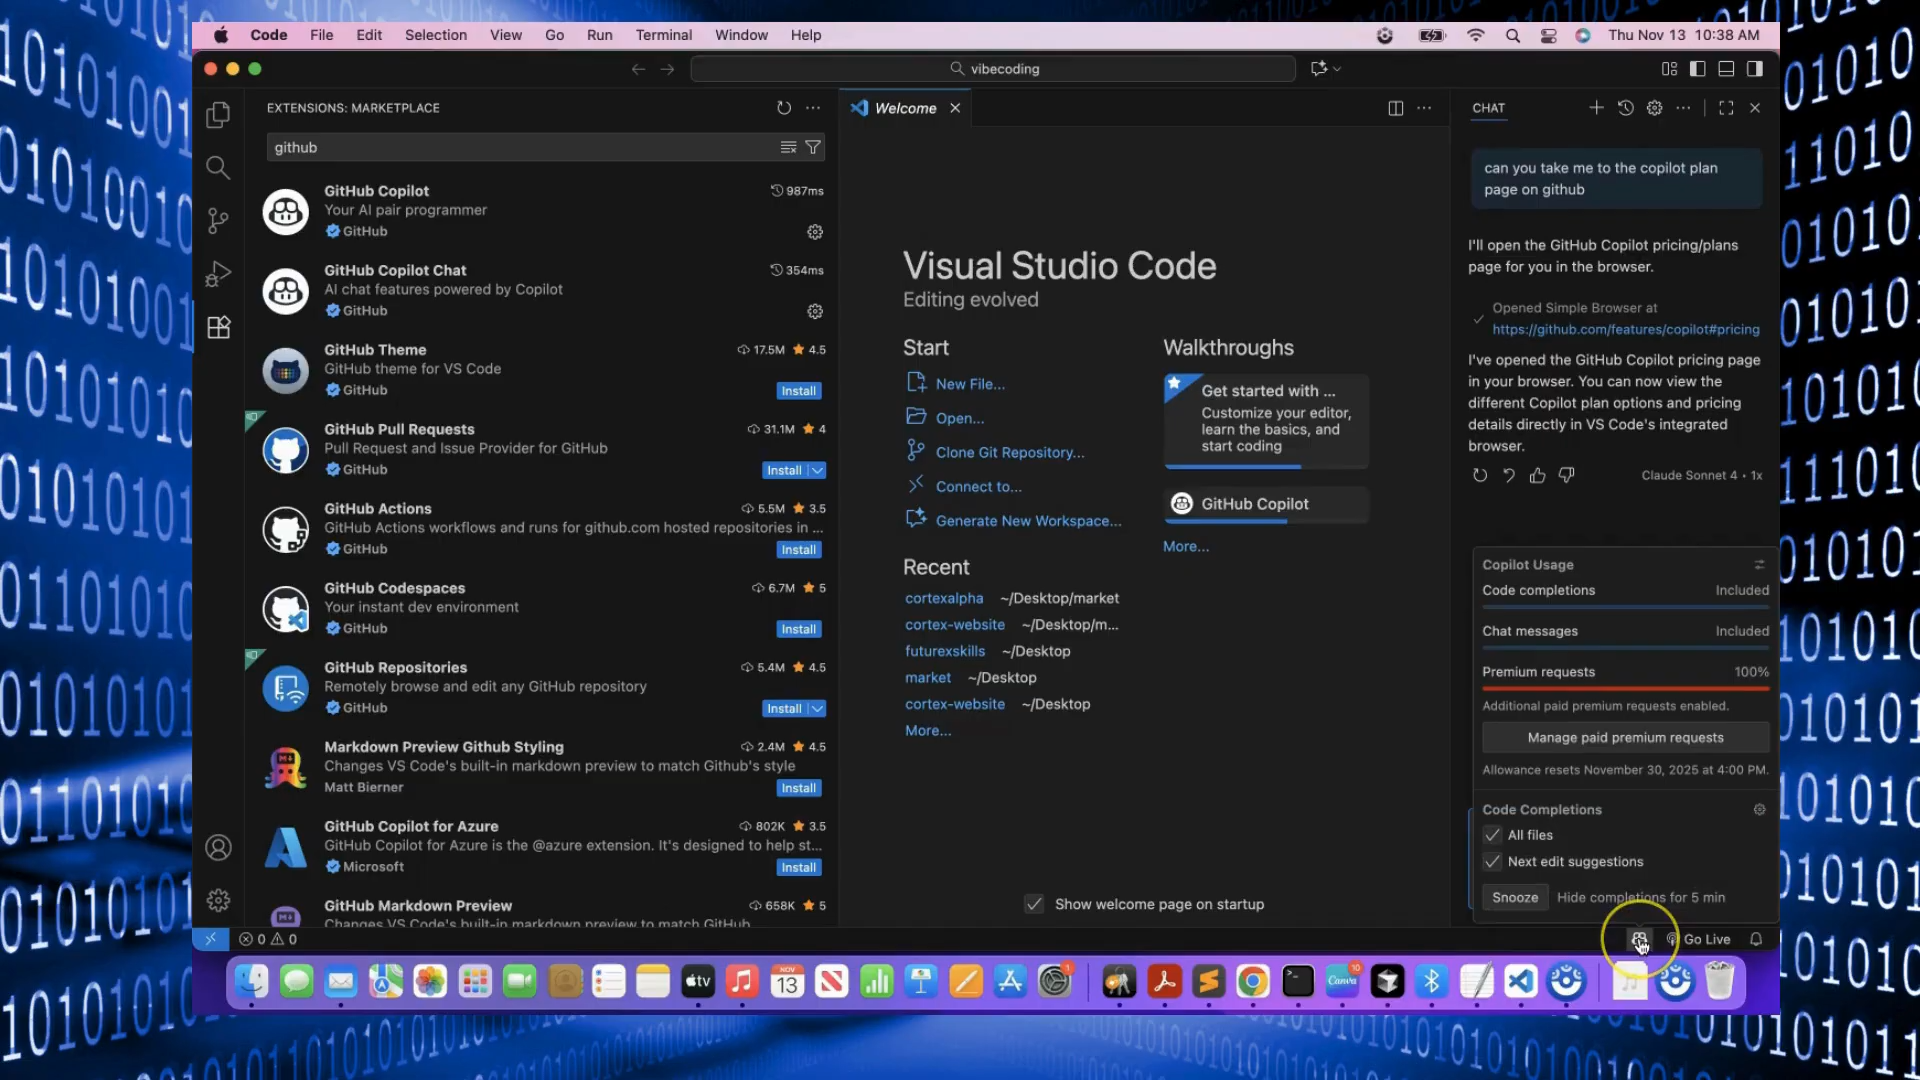 Code File Edit Selection View Go Run Terminal Window Help
Thu Nov 13 10:38 AM
vibecoding
EXTENSIONS: MARKETPLACE
github
GitHub Copilot
987ms
Your AI pair programmer
GitHub
GitHub Copilot Chat
354ms
AI chat features powered by Copilot
GitHub
GitHub Theme
17.5M 4.5
GitHub theme for VS Code
GitHub
Install
GitHub Pull Requests
31.1M 4
Pull Request and Issue Provider for GitHub
GitHub
Install
GitHub Actions
5.5M 3.5
GitHub Actions workflows and runs for github.com hosted repositories in ...
GitHub
Install
GitHub Codespaces
6.7M 5
Your instant dev environment
GitHub
Install
GitHub Repositories
5.4M 4.5
Remotely browse and edit any GitHub repository
GitHub
Install
Markdown Preview Github Styling
2.4M 4.5
Changes VS Code's built-in markdown preview to match Github's style
Matt Bierner
Install
GitHub Copilot for Azure
802K 3.5
GitHub Copilot for Azure is the @azure extension. It's designed to help st...
Microsoft
Install
GitHub Markdown Preview
658K 5
Changes VS Code's built-in markdown preview to match GitHub
0 0
Welcome
Visual Studio Code
Editing evolved
Start
New File...
Open...
Clone Git Repository...
Connect to...
Generate New Workspace...
Recent
cortexalpha ~/Desktop/market
cortex-website ~/Desktop/m...
futurexskills ~/Desktop
market ~/Desktop
cortex-website ~/Desktop
More...
Walkthroughs
Get started with ...
Customize your editor,
learn the basics, and
start coding
GitHub Copilot
More...
Show welcome page on startup
CHAT
can you take me to the copilot plan
page on github
I'll open the GitHub Copilot pricing/plans
page for you in the browser.
Opened Simple Browser at
https://github.com/features/copilot#pricing
I've opened the GitHub Copilot pricing page
in your browser. You can now view the
different Copilot plan options and pricing
details directly in VS Code's integrated
browser.
Claude Sonnet 4 • 1x
Copilot Usage
Code completions Included
Chat messages Included
Premium requests 100%
Additional paid premium requests enabled.
Manage paid premium requests
Allowance resets November 30, 2025 at 4:00 PM.
Code Completions
All files
Next edit suggestions
Snooze Hide completions for 5 min
Go Live
NOV
13
tv
1
Canva
10